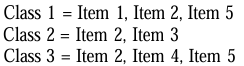 Class 1 = Item 1, Item 2, Item 5
Class 2 = Item 2, Item 3
Class 3 = Item 2, Item 4, Item 5